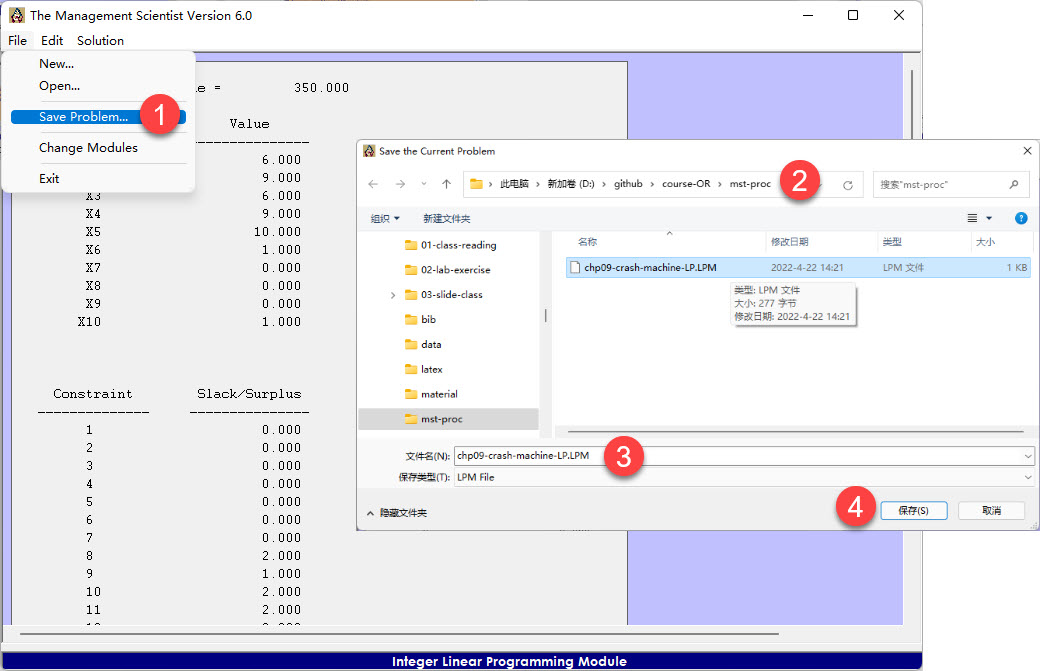 The Management Scientist Version 6.0
File Edit Solution
New...
Open...
Save Problem...
1
Change Modules
Exit
= 350.000
Value
6.000
9.000
X3 6.000
X4 9.000
X5 10.000
X6 1.000
X7 0.000
X8 0.000
X9 0.000
X10 1.000
Constraint Slack/Surplus
1 0.000
2 0.000
3 0.000
4 0.000
5 0.000
6 0.000
7 0.000
8 2.000
9 1.000
10 2.000
11 2.000
Integer Linear Programming Module
Save the Current Problem
此电脑 › 新加卷 (D:) › github › course-OR › mst-proc
2
搜索"mst-proc"
组织 新建文件夹
名称 修改日期 类型 大小
01-class-reading
02-lab-exercise
03-slide-class
bib
data
latex
material
mst-proc
chp09-crash-machine-LP.LPM 2022-4-22 14:21 LPM 文件 1 KB
类型: LPM 文件
大小: 277 字节
修改日期: 2022-4-22 14:21
文件名(N): chp09-crash-machine-LP.LPM
3
保存类型(T): LPM File
隐藏文件夹
4
保存(S) 取消